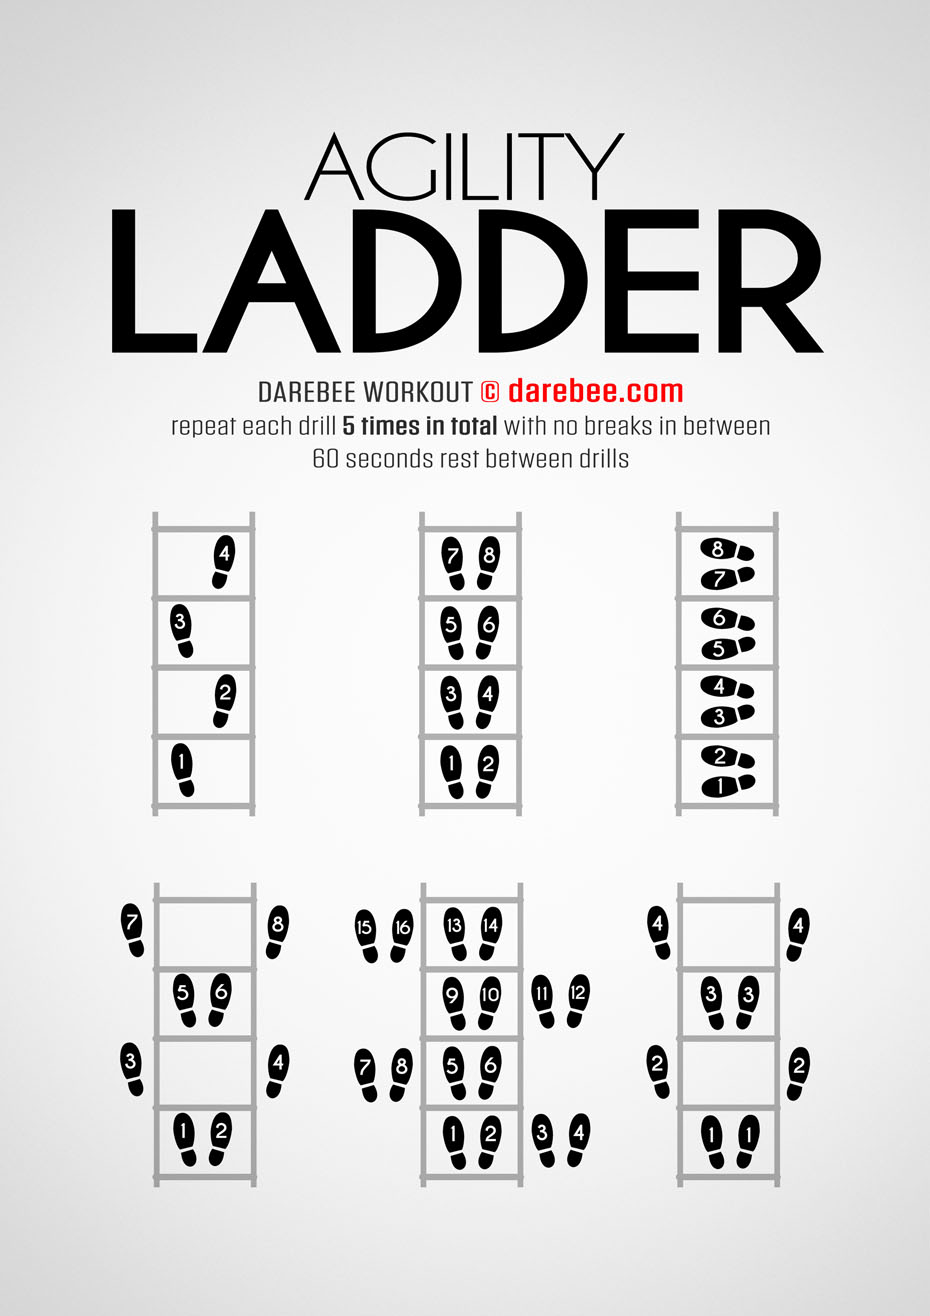 AGILITY
LADDER
DAREBEE WORKOUT © darebee.com
repeat each drill 5 times in total with no breaks in between
60 seconds rest between drills
4
3
2
1
7 8
5 6
3 4
1 2
8
7
6
5
4
3
2
1
7 8
5 6
3 4
1 2
15 16 13 14
9 10 11 12
7 8 5 6
1 2 3 4
4 4
3 3
2 2
1 1